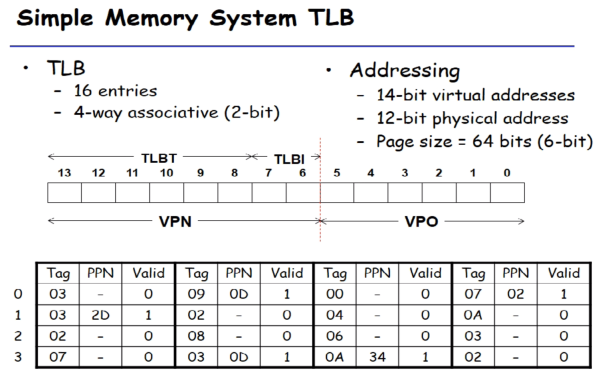 Simple Memory System TLB
• TLB
– 16 entries
– 4-way associative (2-bit)
• Addressing
– 14-bit virtual addresses
– 12-bit physical address
– Page size = 64 bits (6-bit)
TLBT TLBI
13 12 11 10 9 8 7 6 5 4 3 2 1 0
VPN VPO
Tag PPN Valid Tag PPN Valid Tag PPN Valid Tag PPN Valid
0 03 – 0 09 0D 1 00 – 0 07 02 1
1 03 2D 1 02 – 0 04 – 0 0A – 0
2 02 – 0 08 – 0 06 – 0 03 – 0
3 07 – 0 03 0D 1 0A 34 1 02 – 0